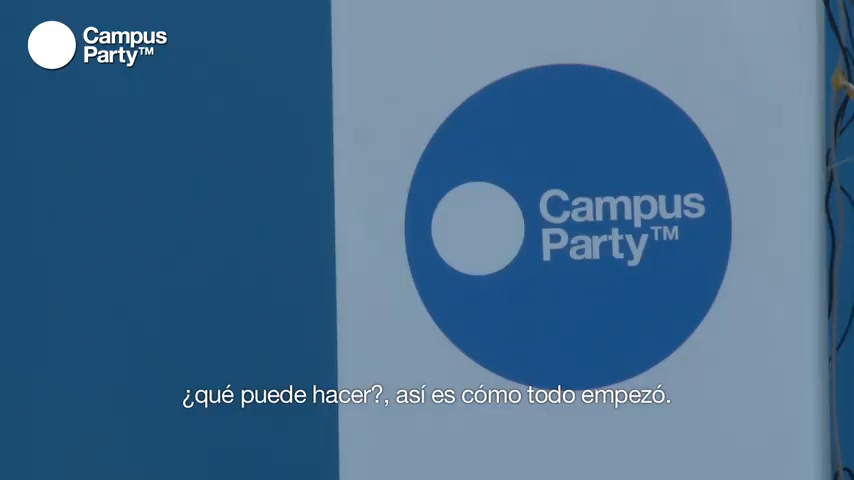 Campus
Party™
Campus
Party™
¿qué puede hacer?, así es cómo todo empezó.